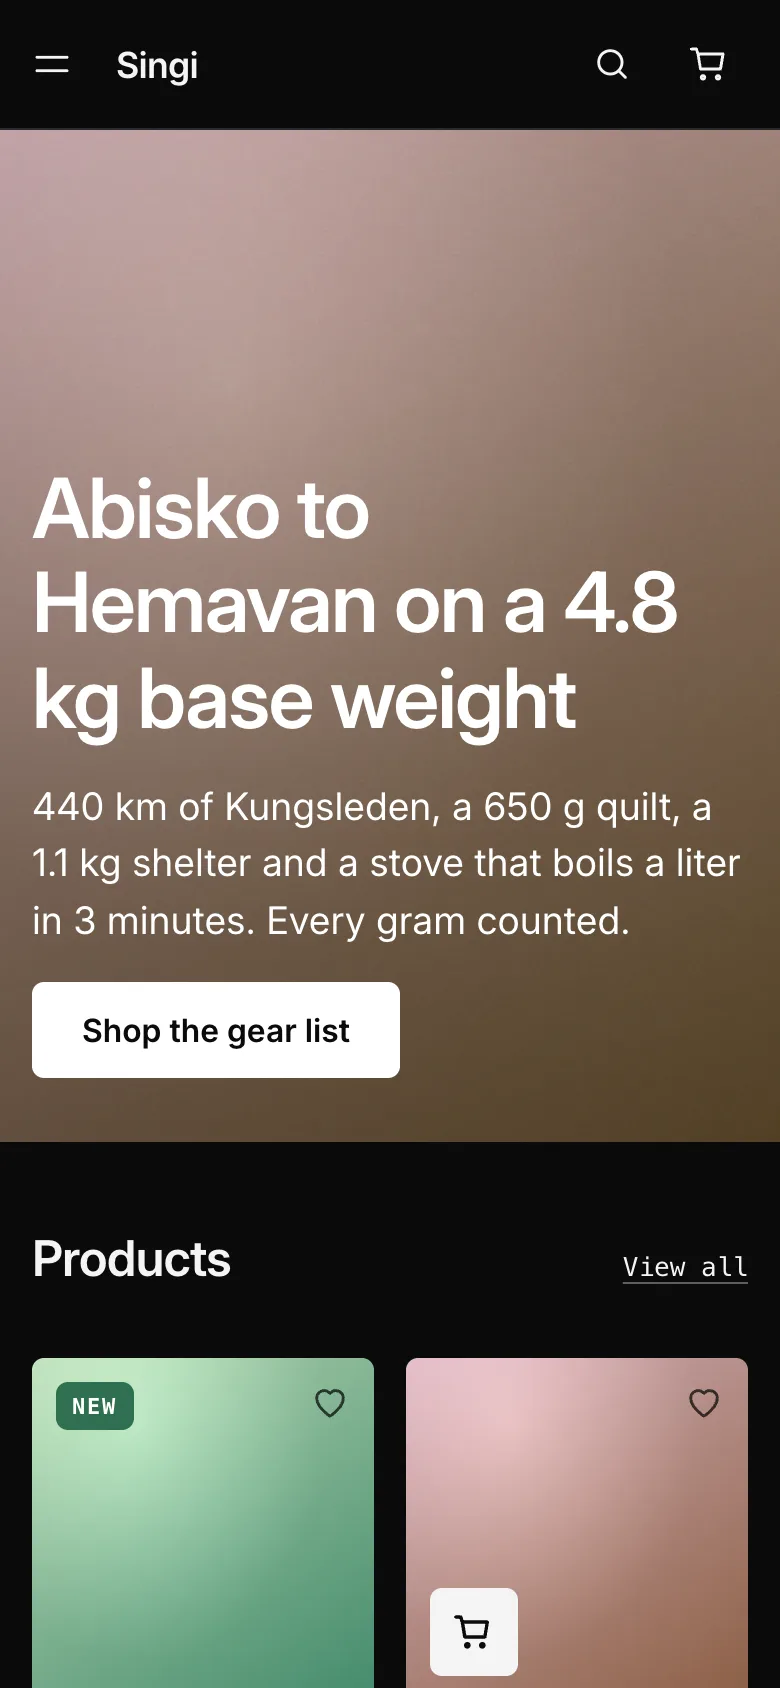 Singi
Abisko to
Hemavan on a 4.8
kg base weight
440 km of Kungsleden, a 650 g quilt, a
1.1 kg shelter and a stove that boils a liter
in 3 minutes. Every gram counted.
Shop the gear list
Products
View all
NEW